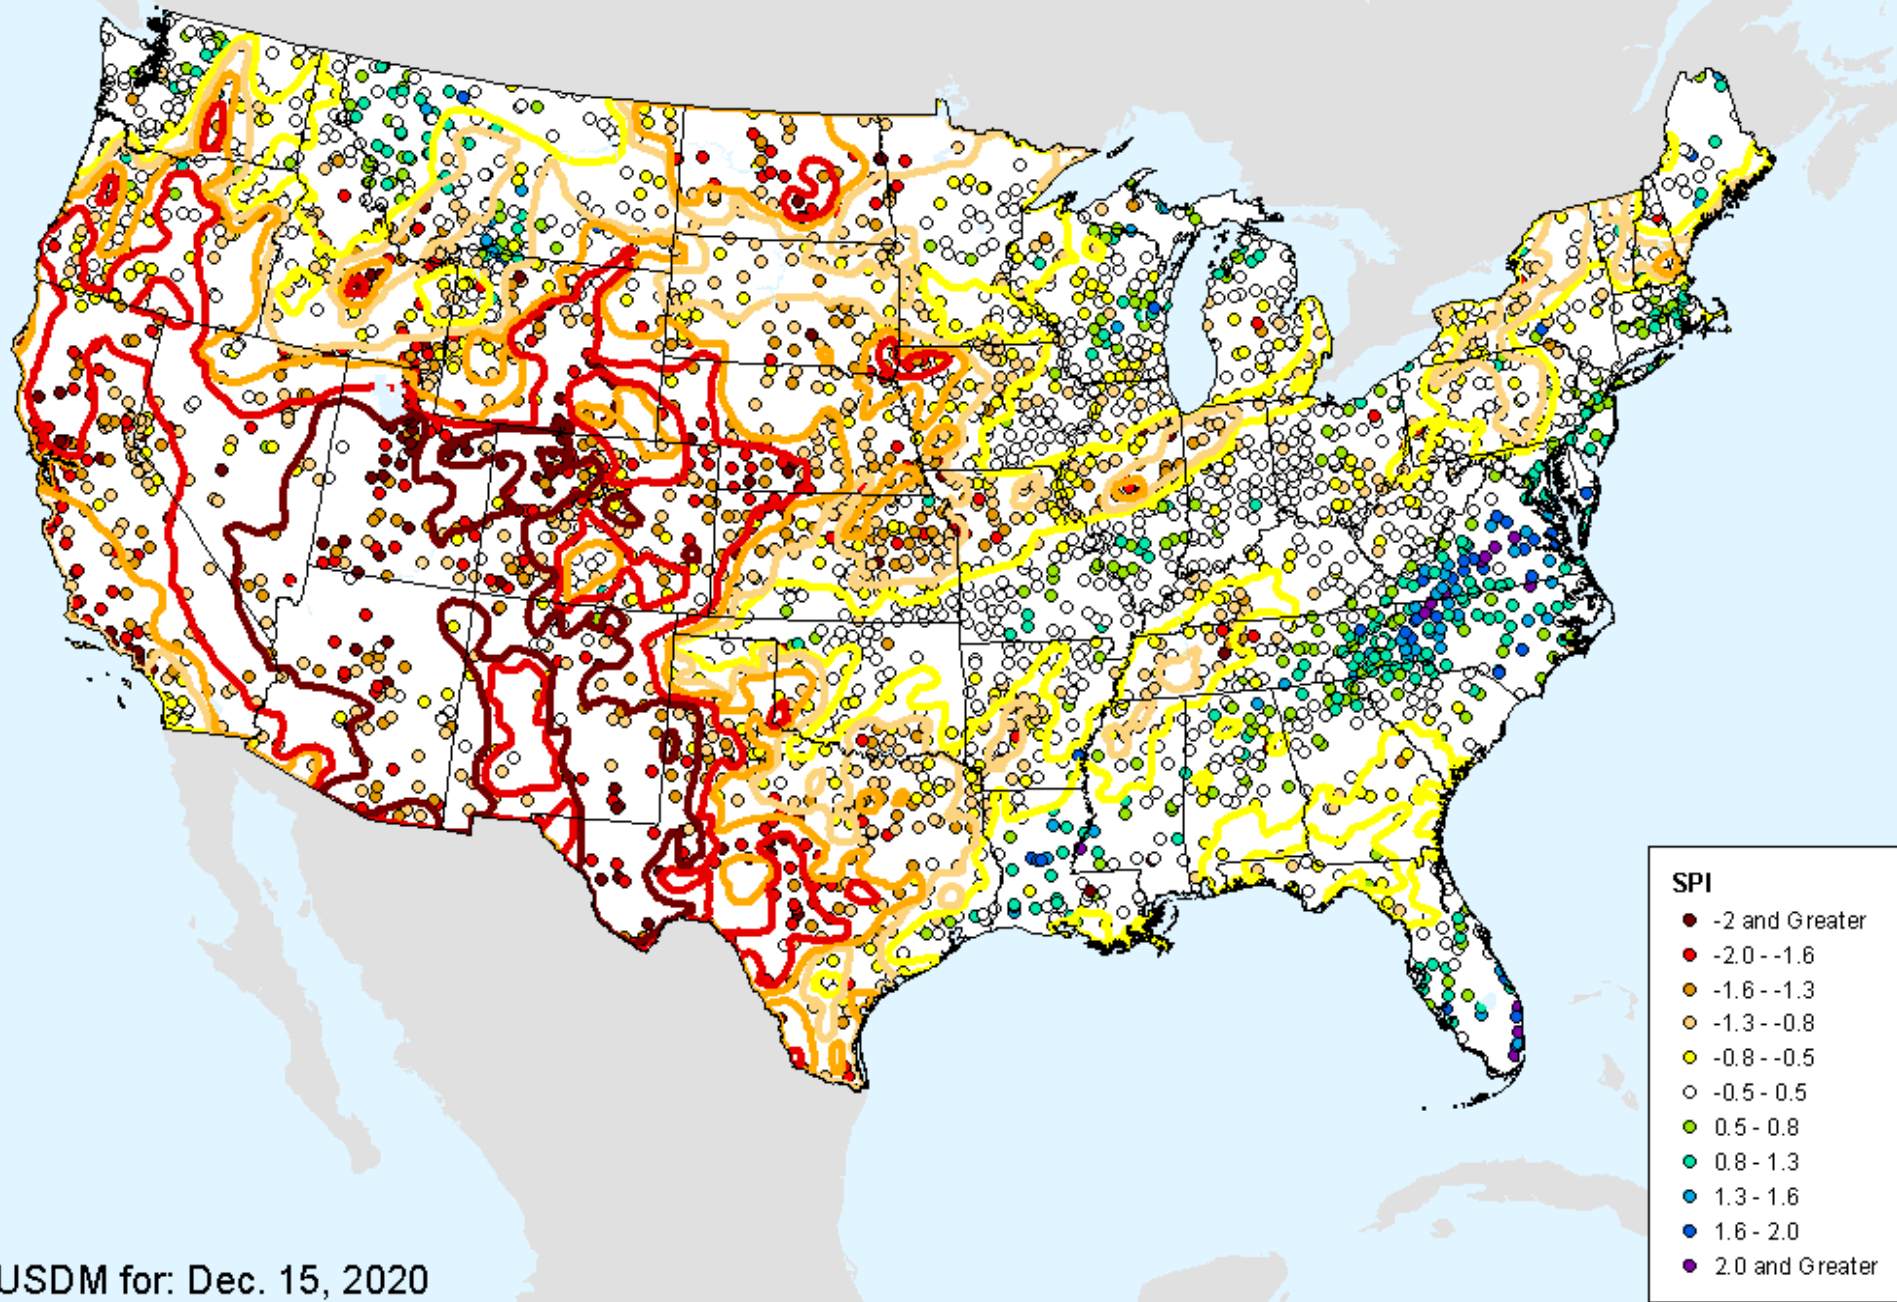 SPI
-2 and Greater
-2.0 - -1.6
-1.6 - -1.3
-1.3 - -0.8
-0.8 - -0.5
-0.5 - 0.5
0.5 - 0.8
0.8 - 1.3
1.3 - 1.6
1.6 - 2.0
2.0 and Greater
USDM for: Dec. 15, 2020